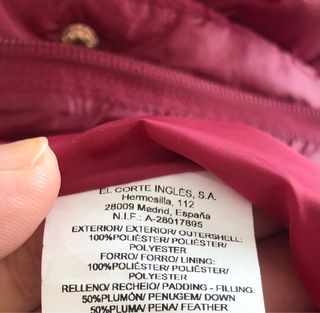 EL CORTE INGLÉS, S.A.
Hermosilla, 112
28009 Madrid, España
N.I.F.: A-28017895
EXTERIOR/ EXTERIOR/ OUTERSHELL:
100%POLIÉSTER/ POLIÉSTER/
POLYESTER
FORRO/ FORRO/ LINING:
100%POLIÉSTER/ POLIÉSTER/
POLYESTER
RELLENO/ RECHEIO/ PADDING - FILLING:
50%PLUMÓN/ PENUGEM/ DOWN
50%PLUMA/ PENA/ FEATHER